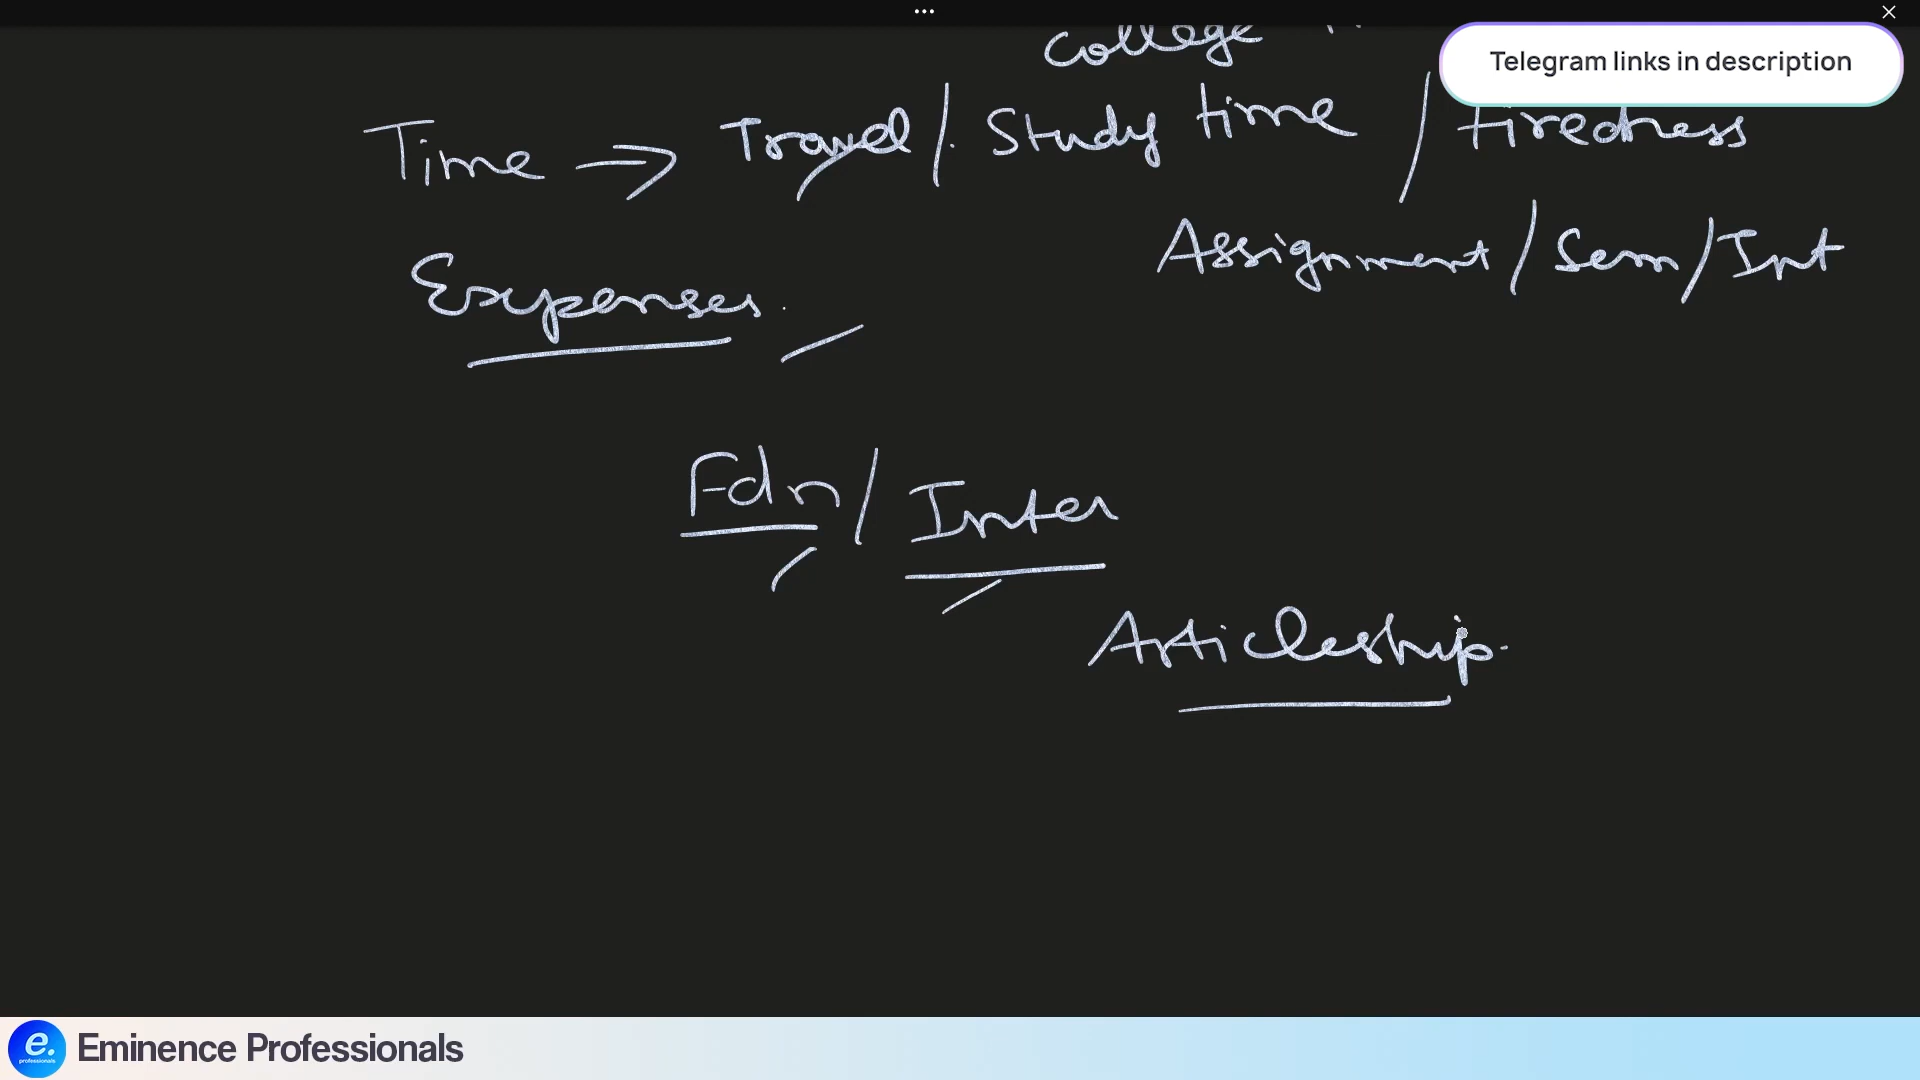 ...
College
Telegram links in description
Time → Travel / Study time / tiredness
Assignment / Sem / Int
Expenses
Fdn / Inter
Articleship
e.
professionals
Eminence Professionals